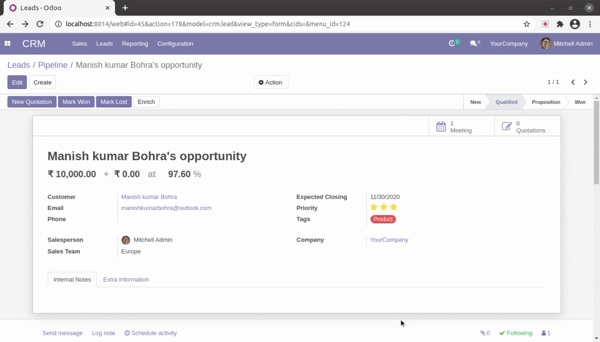 Leads - Odoo
localhost:8014/web#id=45&action=178&model=crm.lead&view_type=form&cids=&menu_id=124
CRM Sales Leads Reporting Configuration YourCompany Mitchell Admin
Leads / Pipeline / Manish kumar Bohra's opportunity
Edit Create Action 1 / 1
New Quotation Mark Won Mark Lost Enrich New Qualified Proposition Won
1 Meeting
0 Quotations
Manish kumar Bohra's opportunity
₹ 10,000.00 + ₹ 0.00 at 97.60 %
Customer Manish kumar Bohra Expected Closing 11/30/2020
Email manishkumarbohra@outlook.com Priority
Phone Tags Product
Salesperson Mitchell Admin Company YourCompany
Sales Team Europe
Internal Notes Extra Information
Send message Log note Schedule activity 0 Following 1